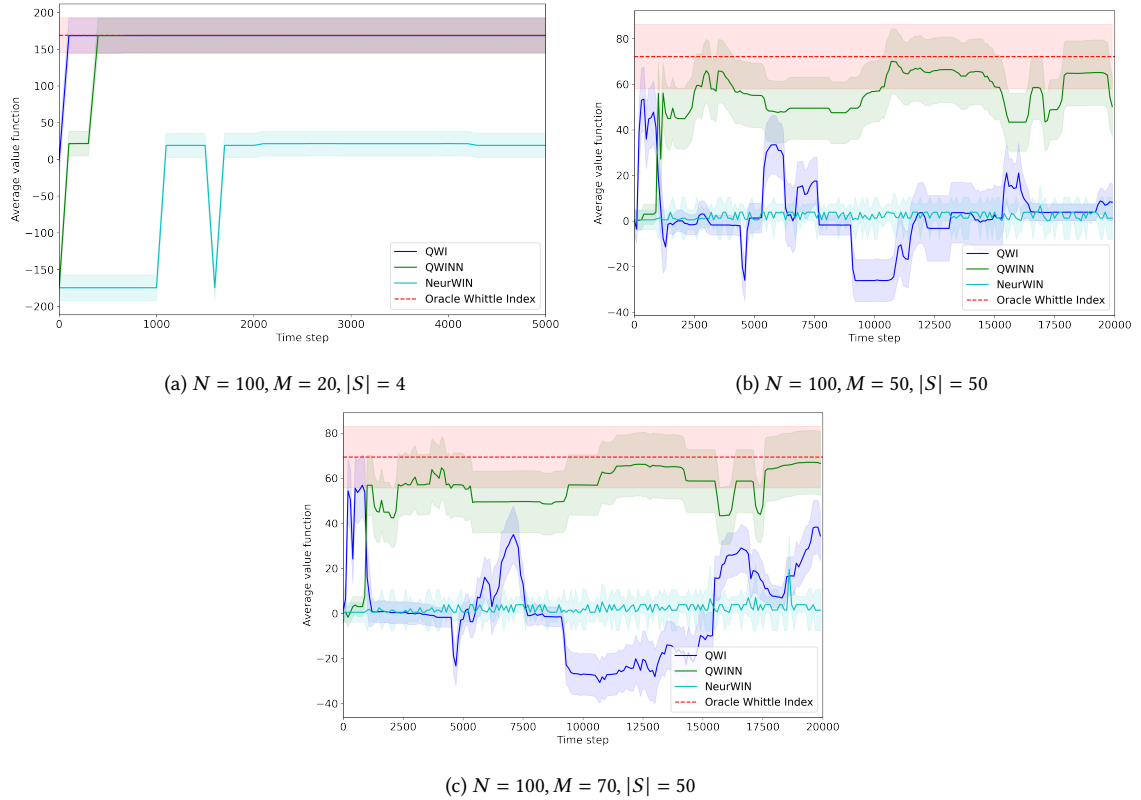 200
150
100
50
0
−50
−100
−150
−200
Average value function
0
1000
2000
3000
4000
5000
Time step
QWI
QWINN
NeurWIN
Oracle Whittle Index
(a) N = 100, M = 20, |S| = 4
80
60
40
20
0
−20
−40
Average value function
0
2500
5000
7500
10000
12500
15000
17500
20000
Time step
QWI
QWINN
NeurWIN
Oracle Whittle Index
(b) N = 100, M = 50, |S| = 50
80
60
40
20
0
−20
−40
Average value function
0
2500
5000
7500
10000
12500
15000
17500
20000
Time step
QWI
QWINN
NeurWIN
Oracle Whittle Index
(c) N = 100, M = 70, |S| = 50